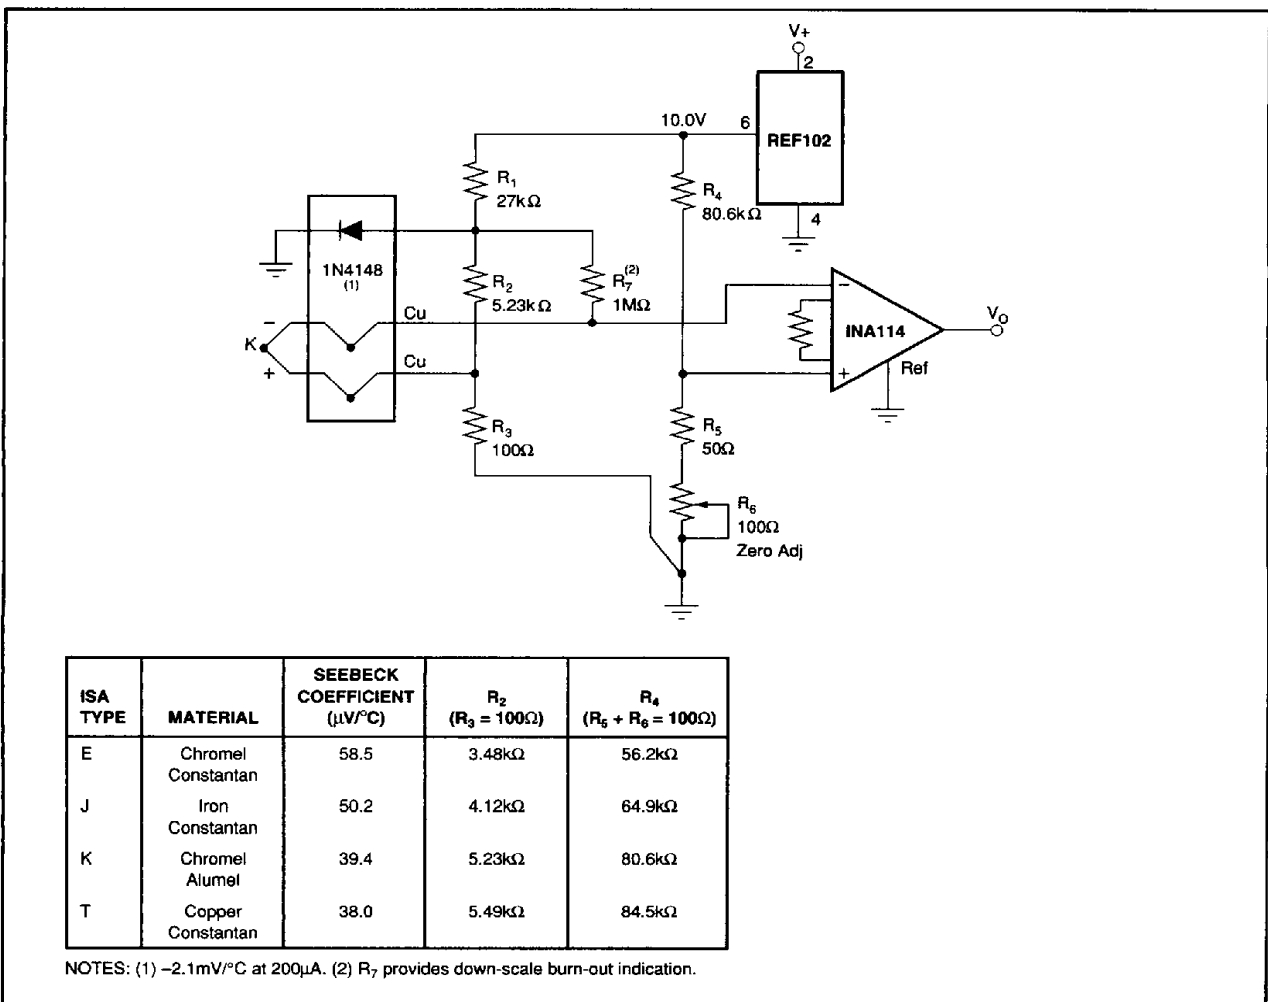 V+
2
10.0V
6
REF102
R1
27kΩ
R4
80.6kΩ
4
1N4148
(1)
R2
5.23kΩ
R7(2)
1MΩ
Cu
−
K
+
Cu
−
INA114
+
VO
Ref
R3
100Ω
R5
50Ω
R6
100Ω
Zero Adj
ISA TYPE | MATERIAL | SEEBECK COEFFICIENT (µV/°C) | R2 (R3 = 100Ω) | R4 (R5 + R6 = 100Ω)
E | Chromel Constantan | 58.5 | 3.48kΩ | 56.2kΩ
J | Iron Constantan | 50.2 | 4.12kΩ | 64.9kΩ
K | Chromel Alumel | 39.4 | 5.23kΩ | 80.6kΩ
T | Copper Constantan | 38.0 | 5.49kΩ | 84.5kΩ
NOTES: (1) −2.1mV/°C at 200µA. (2) R7 provides down-scale burn-out indication.